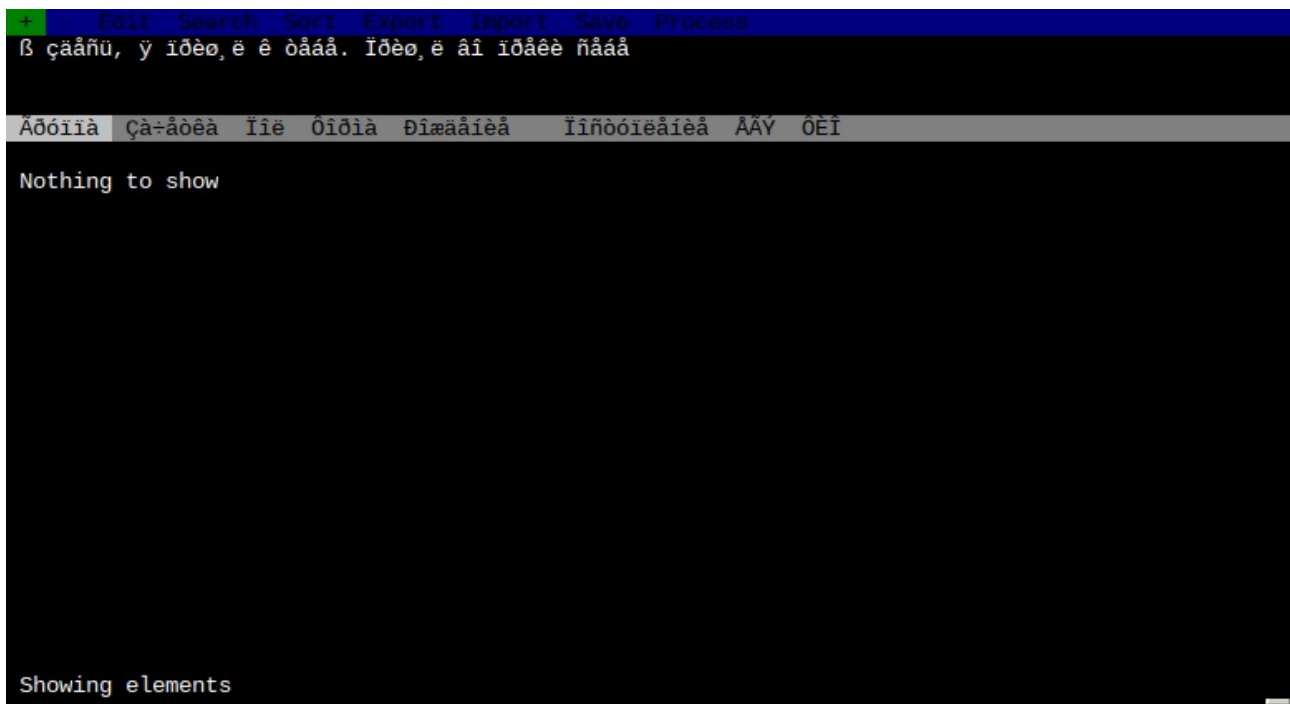 + - Edit Search Sort Export Import Save Process
ß çäåñü, ÿ ïðèø¸ë ê òåáå. Ïðèø¸ë âî ïðåêè ñåáå
Ãðóïïà Çà÷åòêà Ïîë Ôîðìà Ðîæäåíèå Ïîñòóïëåíèå ÅÃÝ ÔÈÎ
Nothing to show
Showing elements